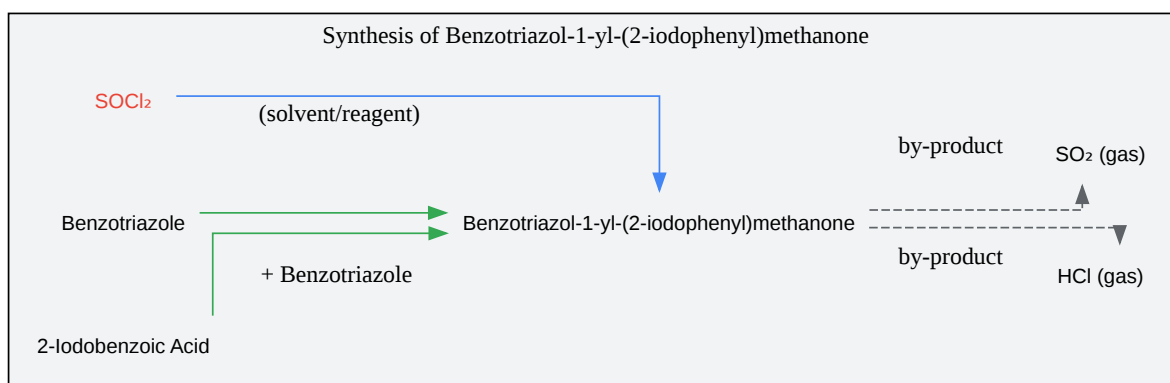 Synthesis of Benzotriazol-1-yl-(2-iodophenyl)methanone
SOCl₂
(solvent/reagent)
by-product
SO₂ (gas)
Benzotriazole
Benzotriazol-1-yl-(2-iodophenyl)methanone
by-product
+ Benzotriazole
HCl (gas)
2-Iodobenzoic Acid